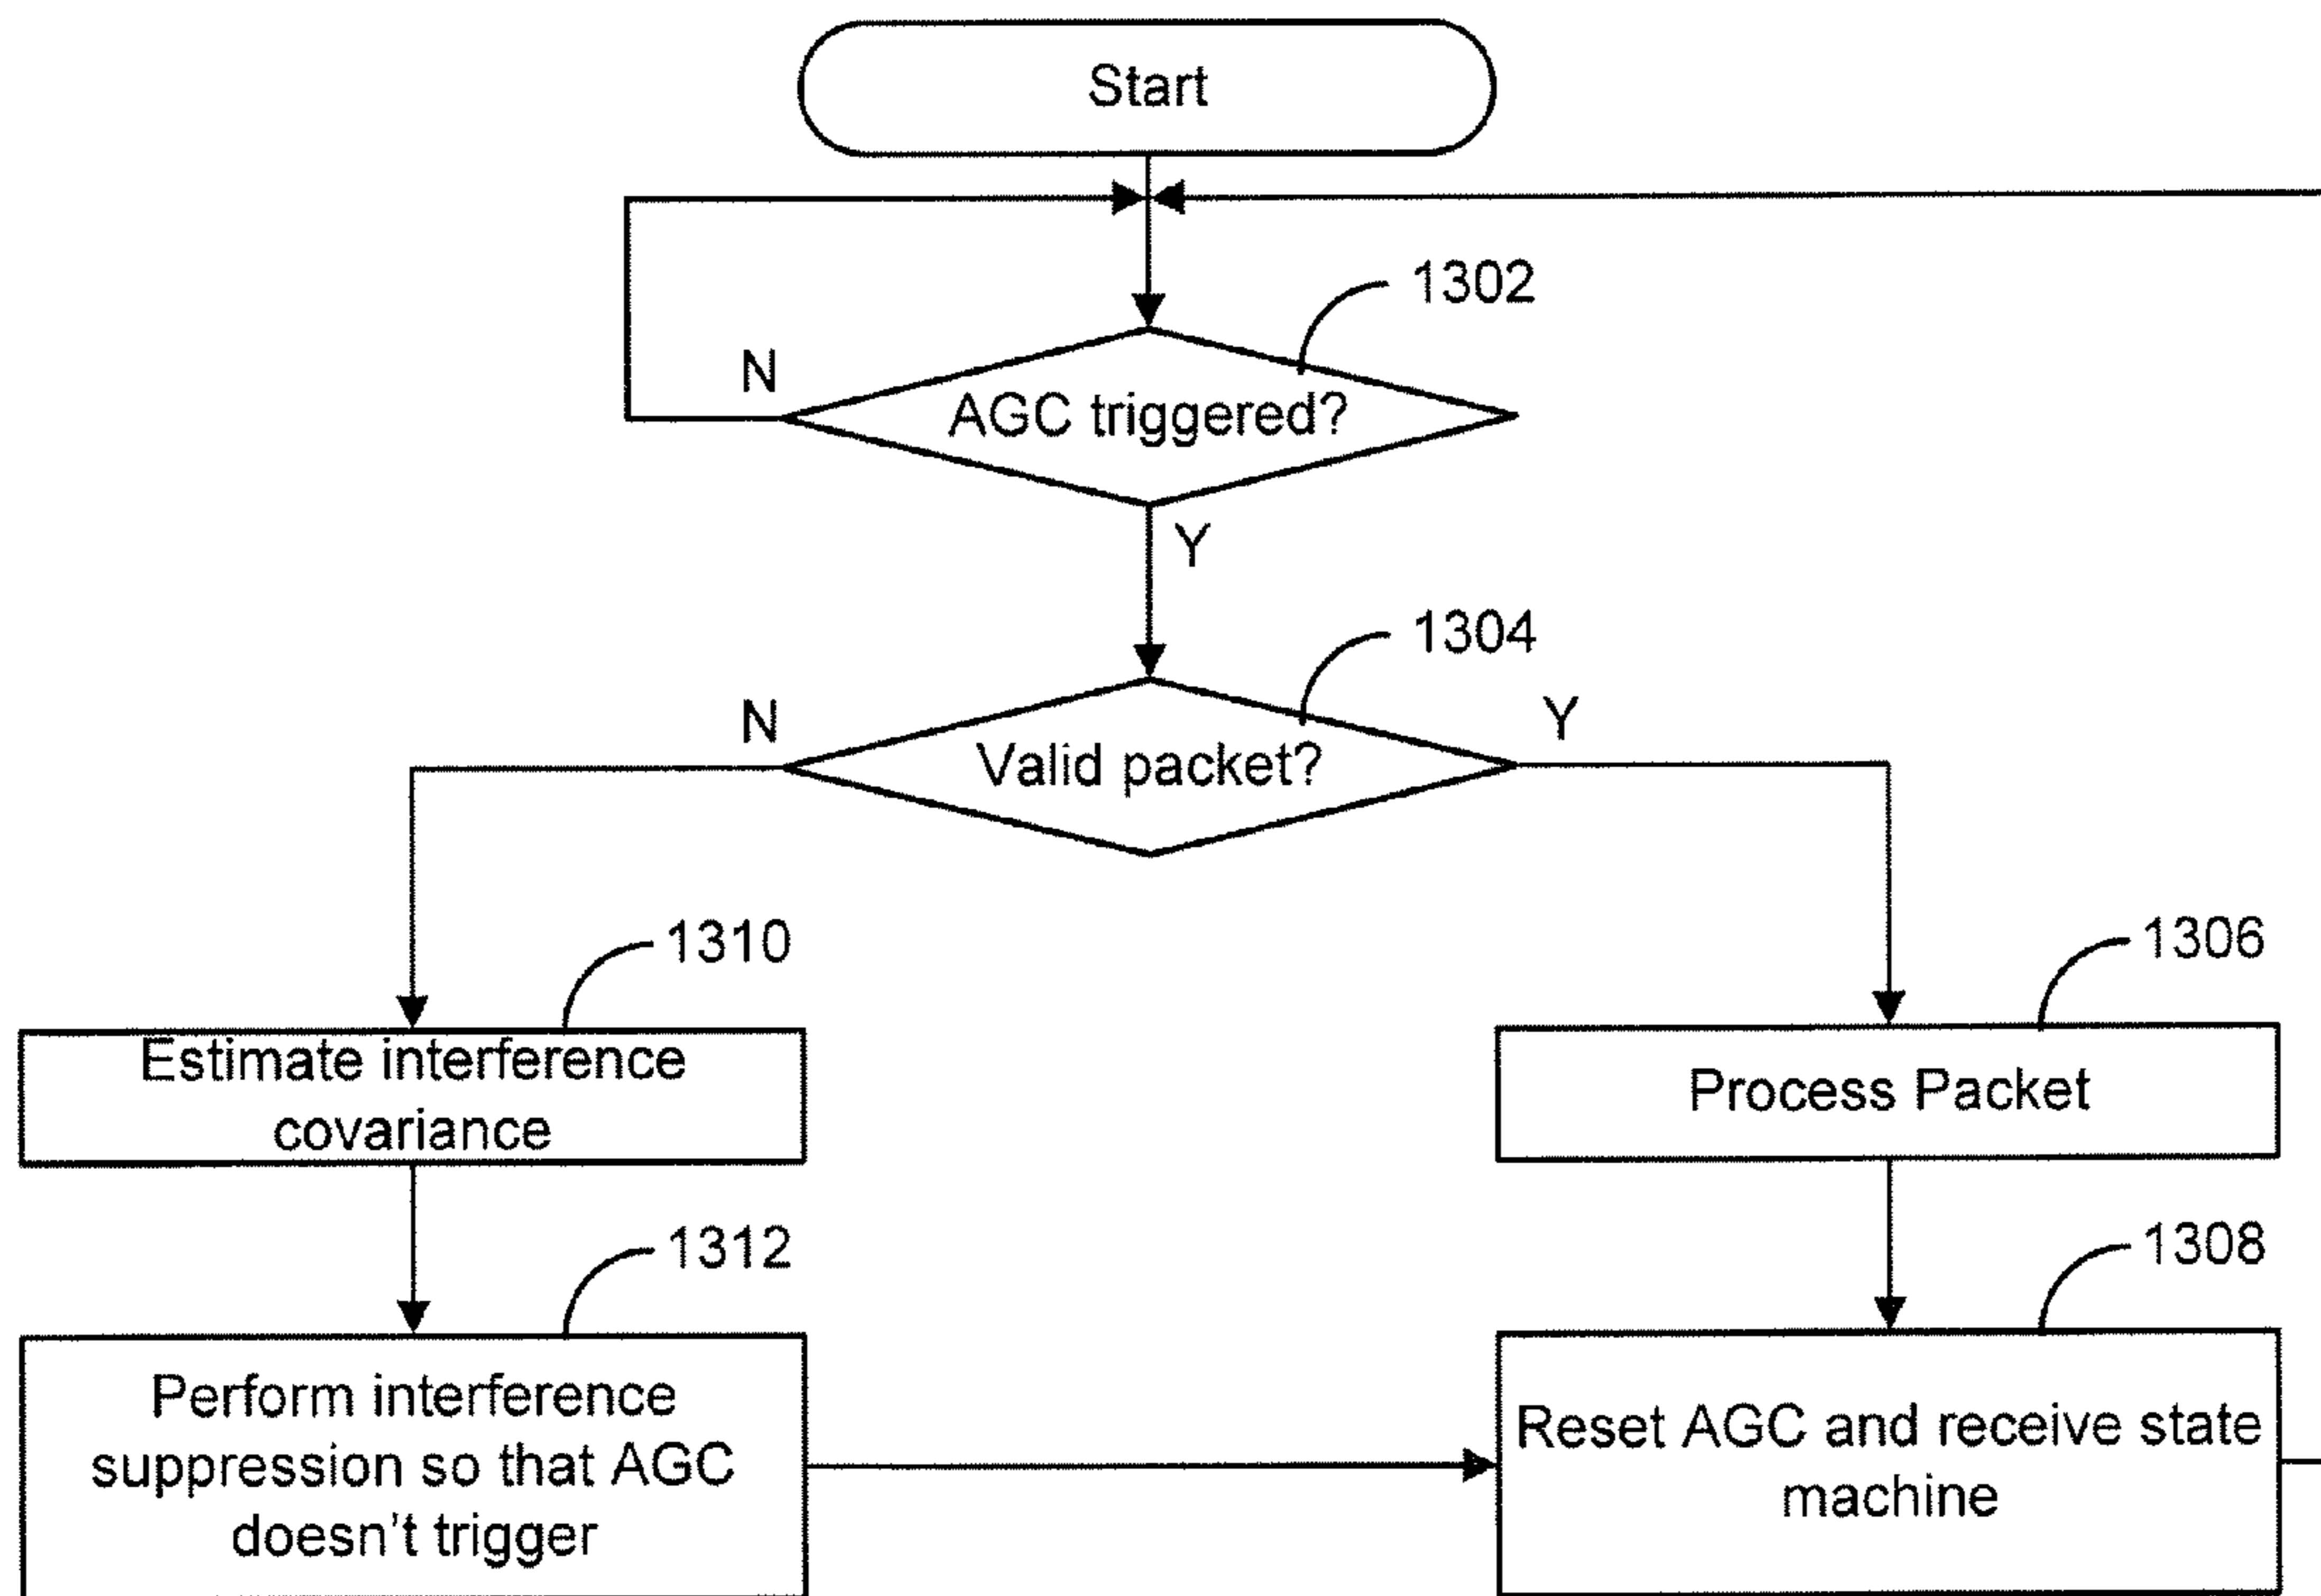 Start
1302
N
AGC triggered?
Y
1304
N
Y
Valid packet?
1310
1306
Estimate interference
covariance
Process Packet
1312
1308
Perform interference
suppression so that AGC
doesn't trigger
Reset AGC and receive state
machine